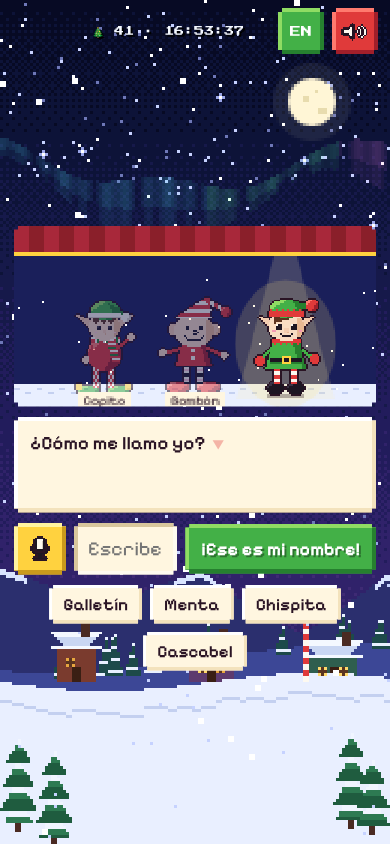 41 16:53:37 EN
Copito Bombón
¿Cómo me llamo yo?
Escribe ¡Ese es mi nombre!
Galletín Menta Chispita
Cascabel